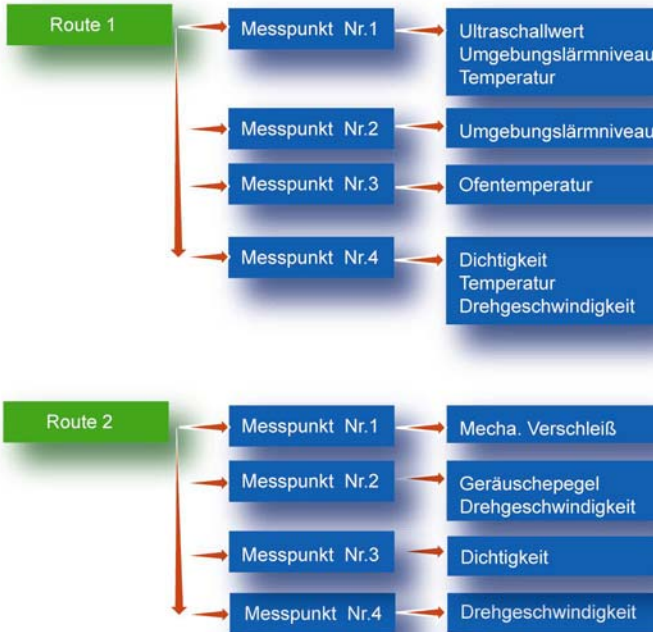 Route 1
Messpunkt Nr.1
Ultraschallwert
Umgebungslärmniveau
Temperatur
Messpunkt Nr.2
Umgebungslärmniveau
Messpunkt Nr.3
Ofentemperatur
Messpunkt Nr.4
Dichtigkeit
Temperatur
Drehgeschwindigkeit
Route 2
Messpunkt Nr.1
Mecha. Verschleiß
Messpunkt Nr.2
Geräuschepegel
Drehgeschwindigkeit
Messpunkt Nr.3
Dichtigkeit
Messpunkt Nr.4
Drehgeschwindigkeit